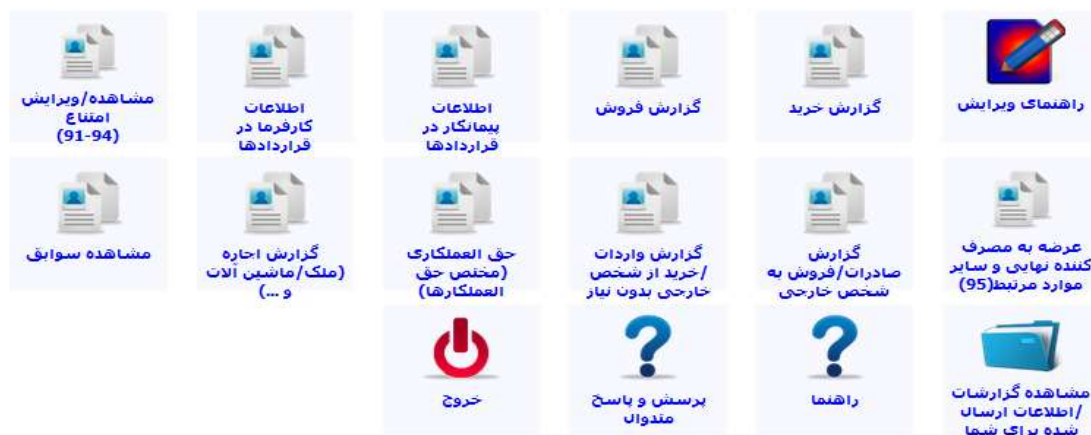 راهنمای ویرایش
گزارش خرید
گزارش فروش
اطلاعات
پیمانکار در
قراردادها
اطلاعات
کارفرما در
قراردادها
مشاهده/ویرایش
امتناع
(91-94)
عرضه به مصرف
کننده نهایی و سایر
موارد مرتبط(95)
گزارش
صادرات/فروش به
شخص خارجی
گزارش واردات
/خرید از شخص
خارجی بدون نیاز
حق العملکاری
(مختص حق
العملکارها)
گزارش اجاره
(ملک/ماشین آلات
و ...)
مشاهده سوابق
مشاهده گزارشات
/اطلاعات ارسال
شده برای شما
راهنما
پرسش و پاسخ
متدوال
خروج